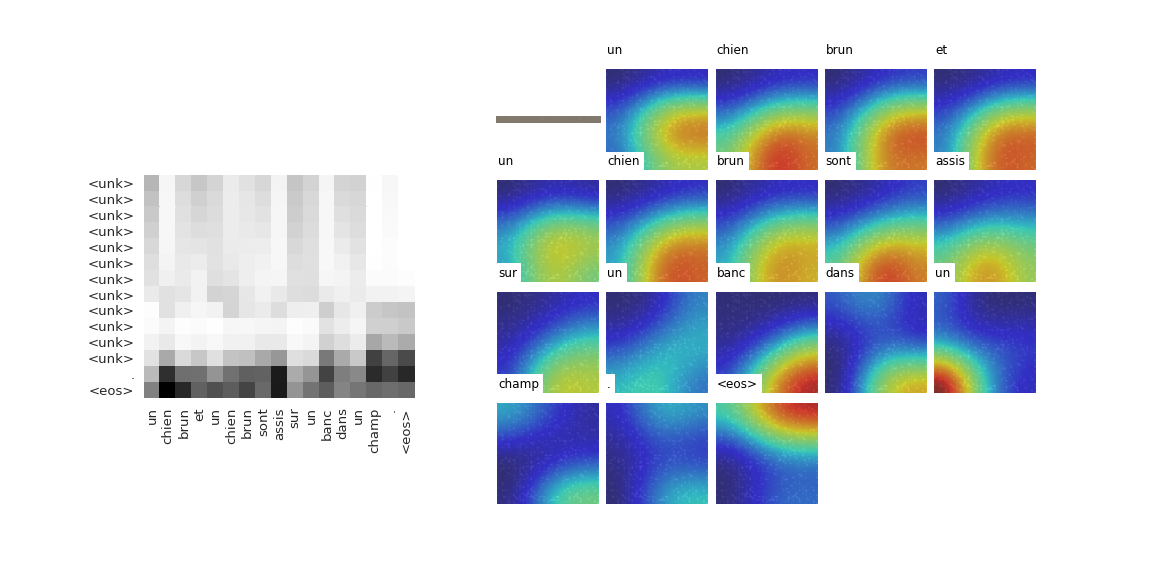 <unk>
<unk>
<unk>
<unk>
<unk>
<unk>
<unk>
<unk>
<unk>
<unk>
<unk>
<unk>
.
<eos>
un chien brun et un chien brun sont assis sur un banc dans un champ . <eos>
un chien brun et
un chien brun sont assis
sur un banc dans un
champ . <eos>